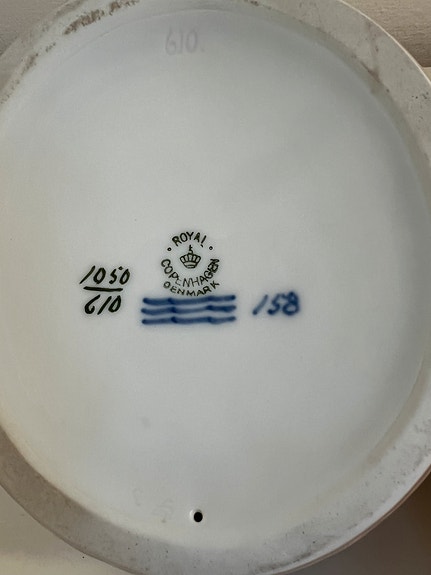 610.
ROYAL
COPENHAGEN
DENMARK
1050
610
158